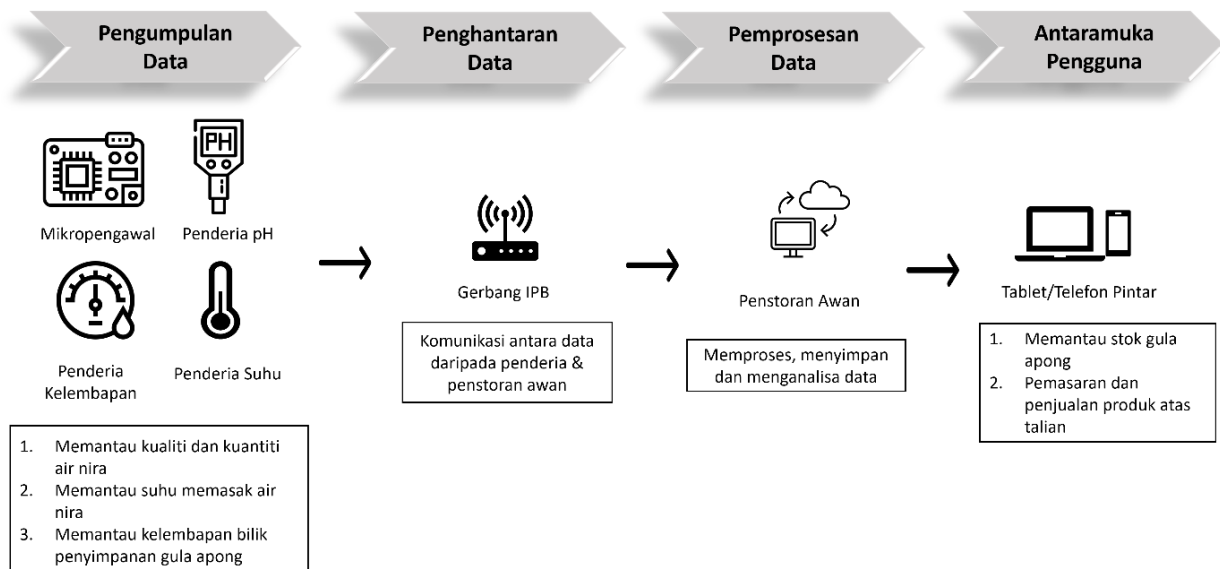 Pengumpulan
Data
Penghantaran
Data
Pemprosesan
Data
Antaramuka
Pengguna
PH
Mikropengawal
Penderia pH
Penderia
Kelembapan
Penderia Suhu
1. Memantau kualiti dan kuantiti
air nira
2. Memantau suhu memasak air
nira
3. Memantau kelembapan bilik
penyimpanan gula apong
Gerbang IPB
Komunikasi antara data
daripada penderia &
penstoran awan
Penstoran Awan
Memproses, menyimpan
dan menganalisa data
Tablet/Telefon Pintar
1. Memantau stok gula
apong
2. Pemasaran dan
penjualan produk atas
talian